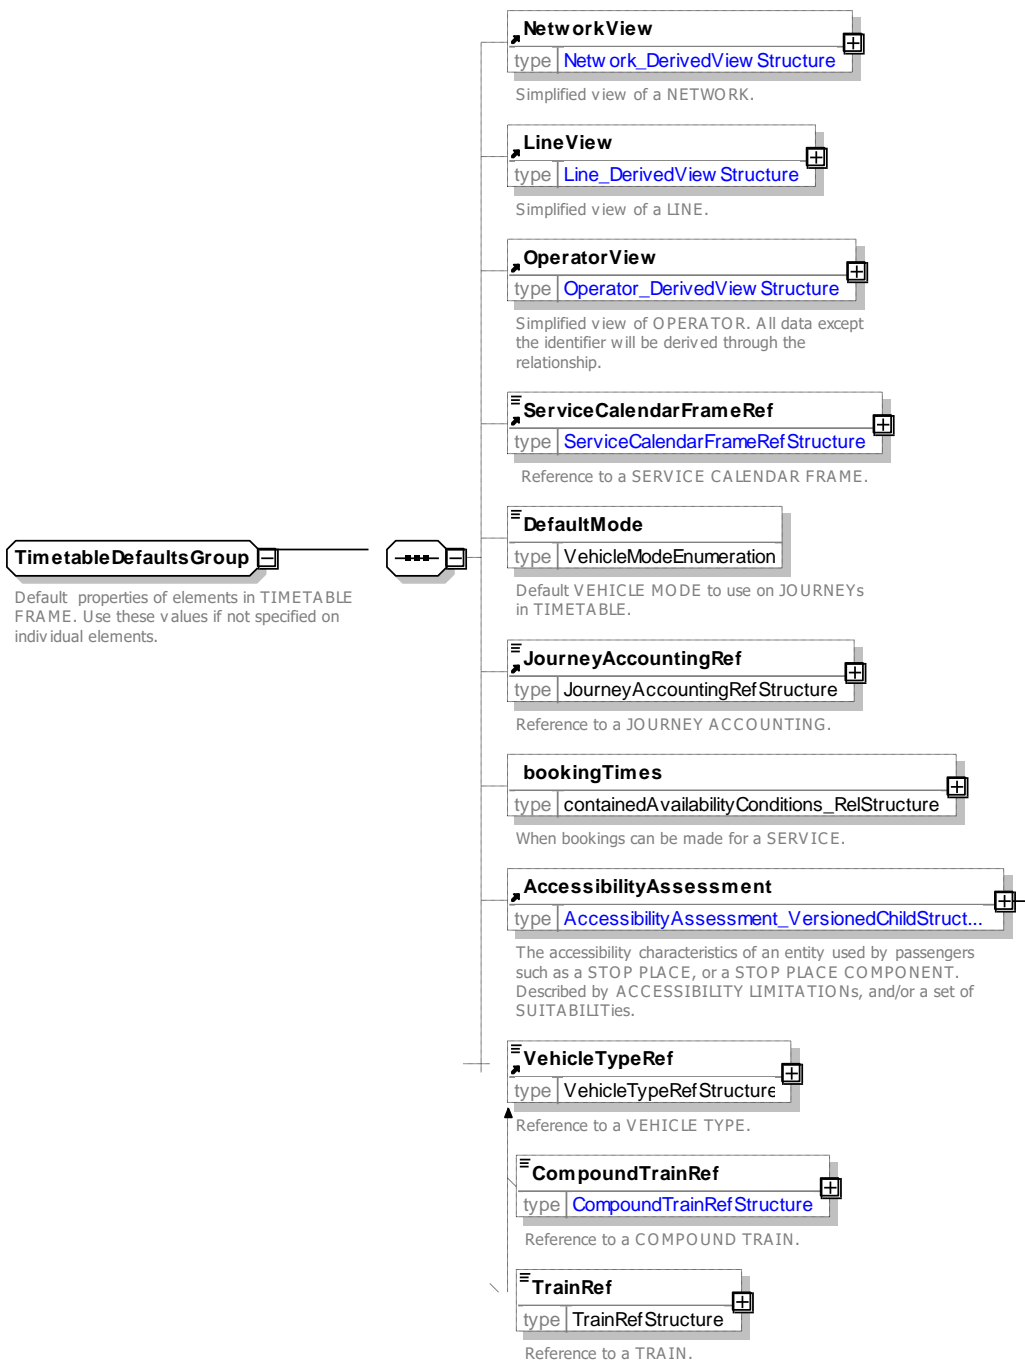 NetworkView
type Network_DerivedViewStructure
Simplified view of a NETWORK.
LineView
type Line_DerivedViewStructure
Simplified view of a LINE.
OperatorView
type Operator_DerivedViewStructure
Simplified view of OPERATOR. All data except
the identifier will be derived through the
relationship.
ServiceCalendarFrameRef
type ServiceCalendarFrameRefStructure
Reference to a SERVICE CALENDAR FRAME.
DefaultMode
type VehicleModeEnumeration
Default VEHICLE MODE to use on JOURNEYs
in TIMETABLE.
TimetableDefaultsGroup
Default properties of elements in TIMETABLE
FRAME. Use these values if not specified on
individual elements.
JourneyAccountingRef
type JourneyAccountingRefStructure
Reference to a JOURNEY ACCOUNTING.
bookingTimes
type containedAvailabilityConditions_RelStructure
When bookings can be made for a SERVICE.
AccessibilityAssessment
type AccessibilityAssessment_VersionedChildStruct...
The accessibility characteristics of an entity used by passengers
such as a STOP PLACE, or a STOP PLACE COMPONENT.
Described by ACCESSIBILITY LIMITATIONs, and/or a set of
SUITABILITies.
VehicleTypeRef
type VehicleTypeRefStructure
Reference to a VEHICLE TYPE.
CompoundTrainRef
type CompoundTrainRefStructure
Reference to a COMPOUND TRAIN.
TrainRef
type TrainRefStructure
Reference to a TRAIN.